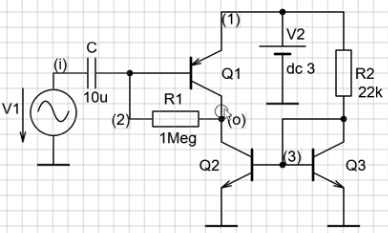 (1)
V2
(i)
C
Q1
dc 3
R2
10u
R1
22k
V1
(2)
(o)
1Meg
Q2
(3)
Q3